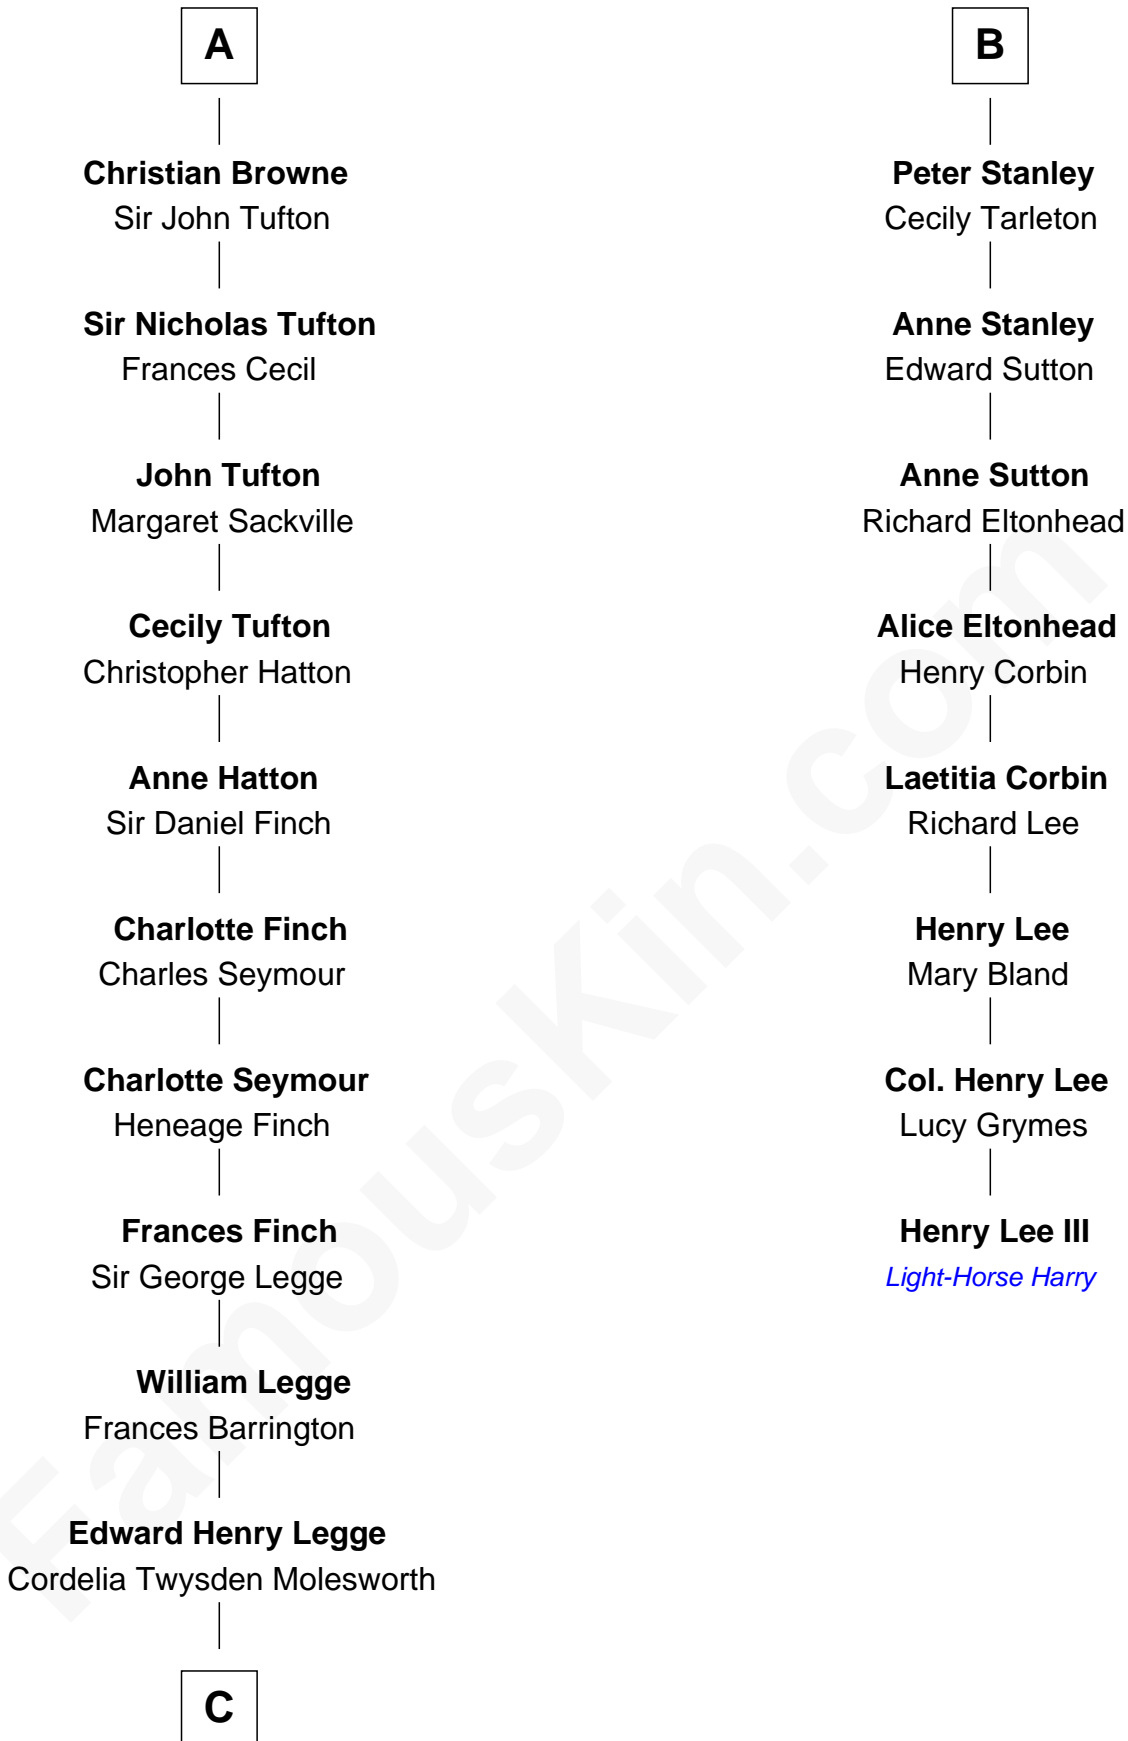 A
Christian Browne
Sir John Tufton
Sir Nicholas Tufton
Frances Cecil
John Tufton
Margaret Sackville
Cecily Tufton
Christopher Hatton
Anne Hatton
Sir Daniel Finch
Charlotte Finch
Charles Seymour
Charlotte Seymour
Heneage Finch
Frances Finch
Sir George Legge
William Legge
Frances Barrington
Edward Henry Legge
Cordelia Twysden Molesworth
C
B
Peter Stanley
Cecily Tarleton
Anne Stanley
Edward Sutton
Anne Sutton
Richard Eltonhead
Alice Eltonhead
Henry Corbin
Laetitia Corbin
Richard Lee
Henry Lee
Mary Bland
Col. Henry Lee
Lucy Grymes
Henry Lee III
Light-Horse Harry
FamousKin.com